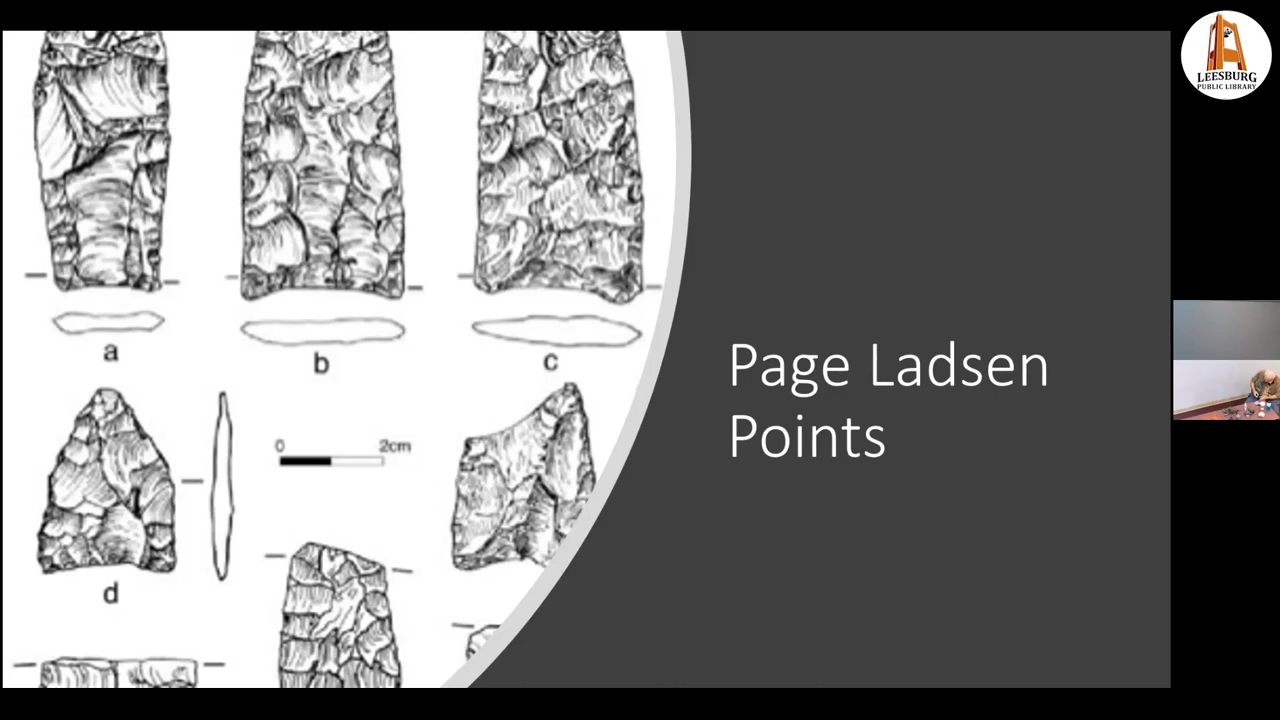 LEESBURG
PUBLIC LIBRARY
a
b
c
0 2cm
d
Page Ladsen
Points